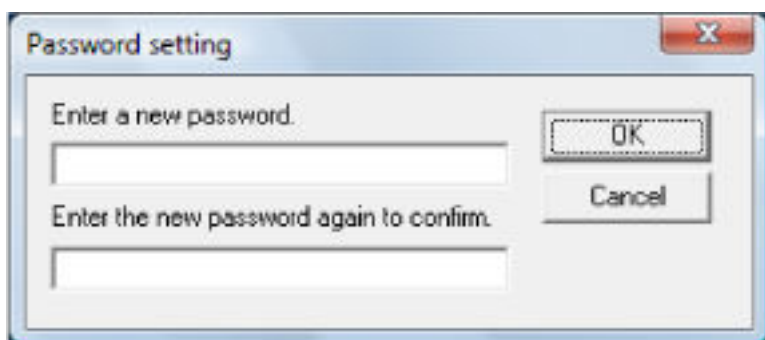 Password setting
Enter a new password.
OK
Cancel
Enter the new password again to confirm.